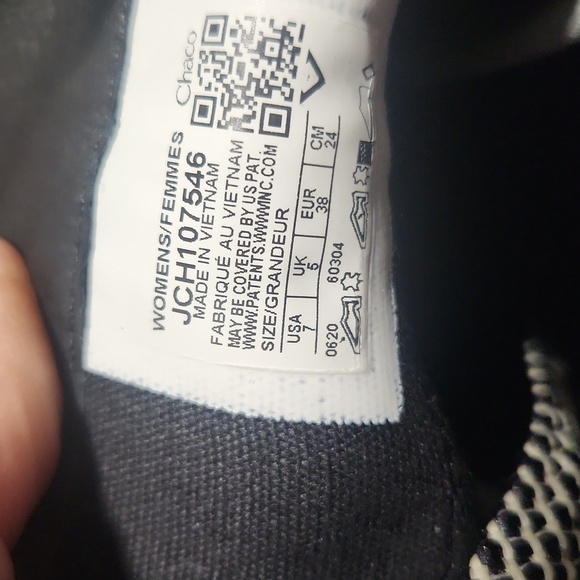 Chaco
WOMENS/FEMMES
JCH107546
MADE IN VIETNAM
FABRIQUÉ AU VIETNAM
MAY BE COVERED BY US PAT.
WWW.PATENTS:WWWINC.COM
SIZE/GRANDEUR
USA UK EUR CM
7 5 38 24
0620 60304